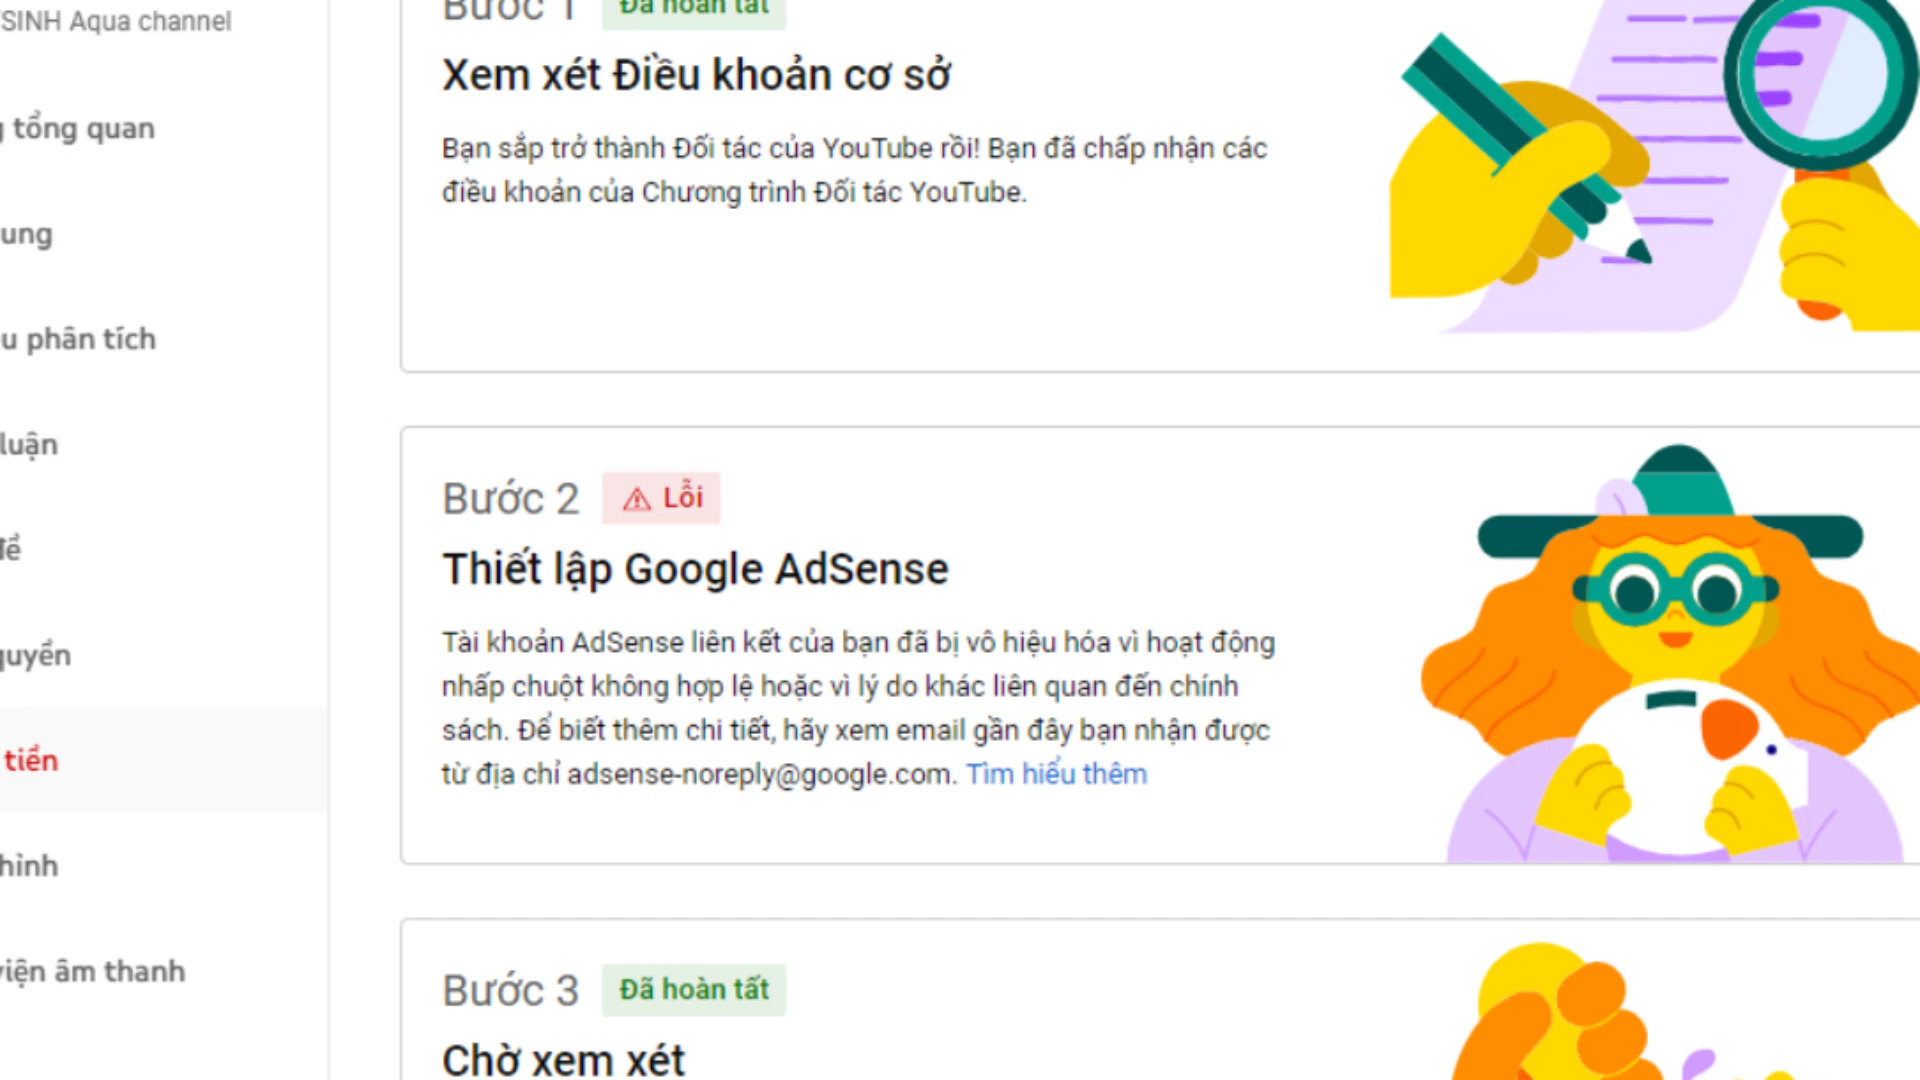 SINH Aqua channel
tổng quan
ung
u phân tích
luận
đề
quyền
tiền
hình
viện âm thanh
Bước 1 Đã hoàn tất
Xem xét Điều khoản cơ sở
Bạn sắp trở thành Đối tác của YouTube rồi! Bạn đã chấp nhận các
điều khoản của Chương trình Đối tác YouTube.
Bước 2 Lỗi
Thiết lập Google AdSense
Tài khoản AdSense liên kết của bạn đã bị vô hiệu hóa vì hoạt động
nhấp chuột không hợp lệ hoặc vì lý do khác liên quan đến chính
sách. Để biết thêm chi tiết, hãy xem email gần đây bạn nhận được
từ địa chỉ adsense-noreply@google.com. Tìm hiểu thêm
Bước 3 Đã hoàn tất
Chờ xem xét